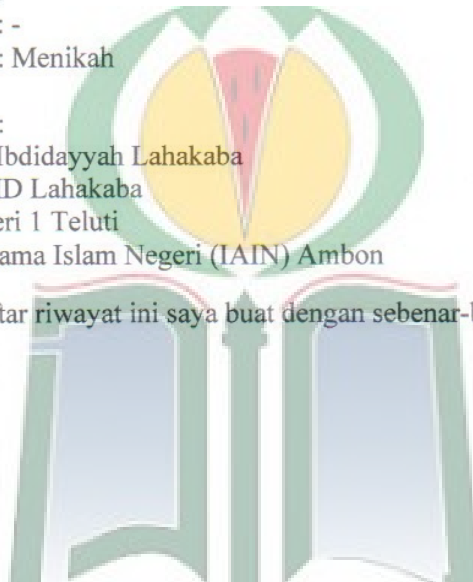 : -
: Menikah
:
Ibdidayyah Lahakaba
D Lahakaba
eri 1 Teluti
ama Islam Negeri (IAIN) Ambon
tar riwayat ini saya buat dengan sebenar-